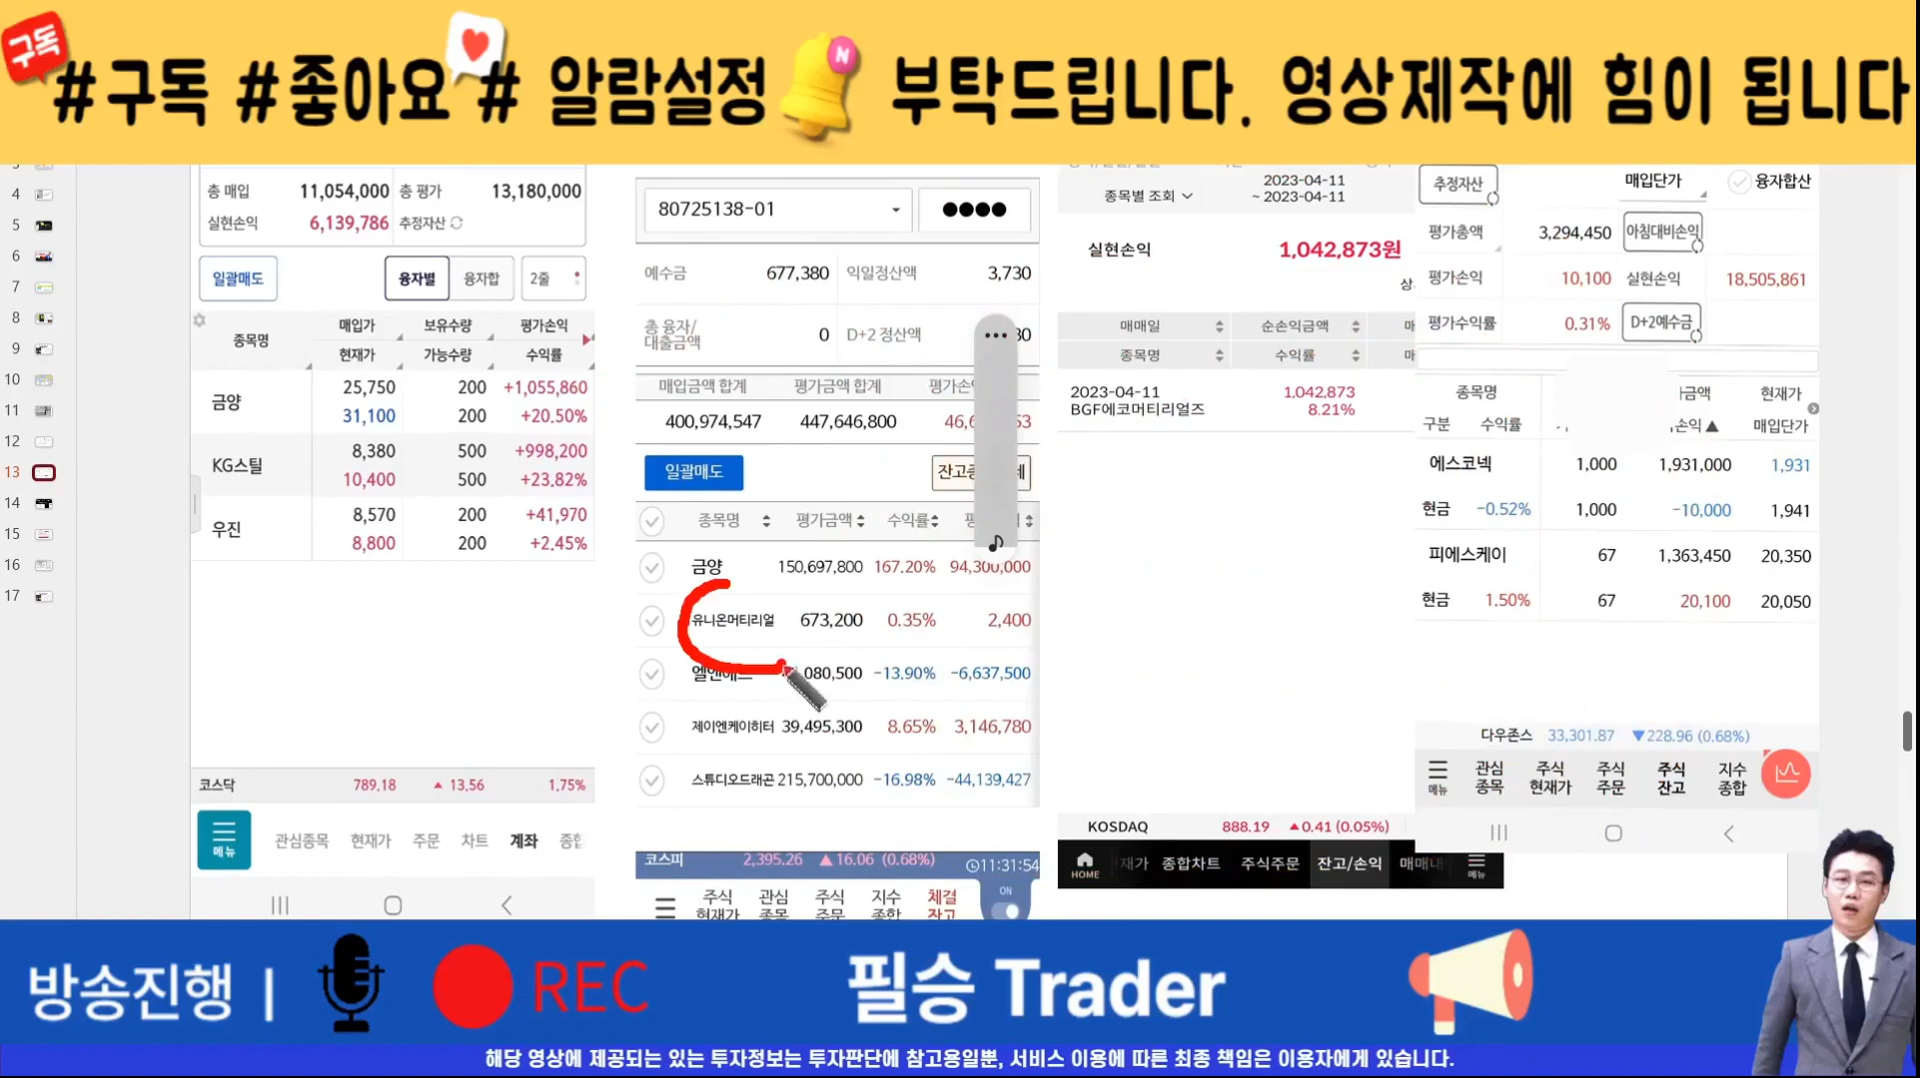 구독
N
#구독 #좋아요 # 알람설정 부탁드립니다. 영상제작에 힘이 됩니다
4
5
6
7
8
9
10
11
12
13
14
15
16
17
총 매입 11,054,000 총 평가 13,180,000
실현손익 6,139,786 추정자산
일괄매도 융자별 융자합 2줄
종목명 매입가 보유수량 평가손익
현재가 가능수량 수익률
금양 25,750 200 +1,055,860
31,100 200 +20.50%
KG스틸 8,380 500 +998,200
10,400 500 +23.82%
우진 8,570 200 +41,970
8,800 200 +2.45%
코스닥 789.18 ▲ 13.56 1.75%
메뉴 관심종목 현재가 주문 차트 계좌
80725138-01 ●●●●
예수금 677,380 익일정산액 3,730
총 융자/
대출금액 0 D+2 정산액
매입금액 합계 평가금액 합계
400,974,547 447,646,800
일괄매도
종목명 평가금액 수익률
금양 150,697,800 167.20% 94,300,000
유니온머티리얼 673,200 0.35% 2,400
080,500 -13.90% -6,637,500
제이엔케이히터 39,495,300 8.65% 3,146,780
스튜디오드래곤 215,700,000 -16.98% -44,139,427
코스피 2,395.26 ▲16.06 (0.68%) 11:31:54
주식 관심 주식 지수 체결
현재가 종목 주문 종합 잔고
ON
종목별 조회 2023-04-11
~ 2023-04-11
실현손익 1,042,873원
매매일 순손익금액
종목명 수익률
2023-04-11 1,042,873
BGF에코머티리얼즈 8.21%
KOSDAQ 888.19 ▲0.41 (0.05%)
HOME 종합차트 주식주문 잔고/손익 메뉴
추정자산 매입단가 융자합산
평가총액 3,294,450 아침대비손익
평가손익 10,100 실현손익 18,505,861
평가수익률 0.31% D+2예수금
종목명 현재가
구분 수익률 손익▲ 매입단가
에스코넥 1,000 1,931,000 1,931
현금 -0.52% 1,000 -10,000 1,941
피에스케이 67 1,363,450 20,350
현금 1.50% 67 20,100 20,050
다우존스 33,301.87 ▼228.96 (0.68%)
메뉴 관심 주식 주식 주식 지수
종목 현재가 주문 잔고 종합
방송진행 | REC 필승 Trader
해당 영상에 제공되는 있는 투자정보는 투자판단에 참고용일뿐, 서비스 이용에 따른 최종 책임은 이용자에게 있습니다.